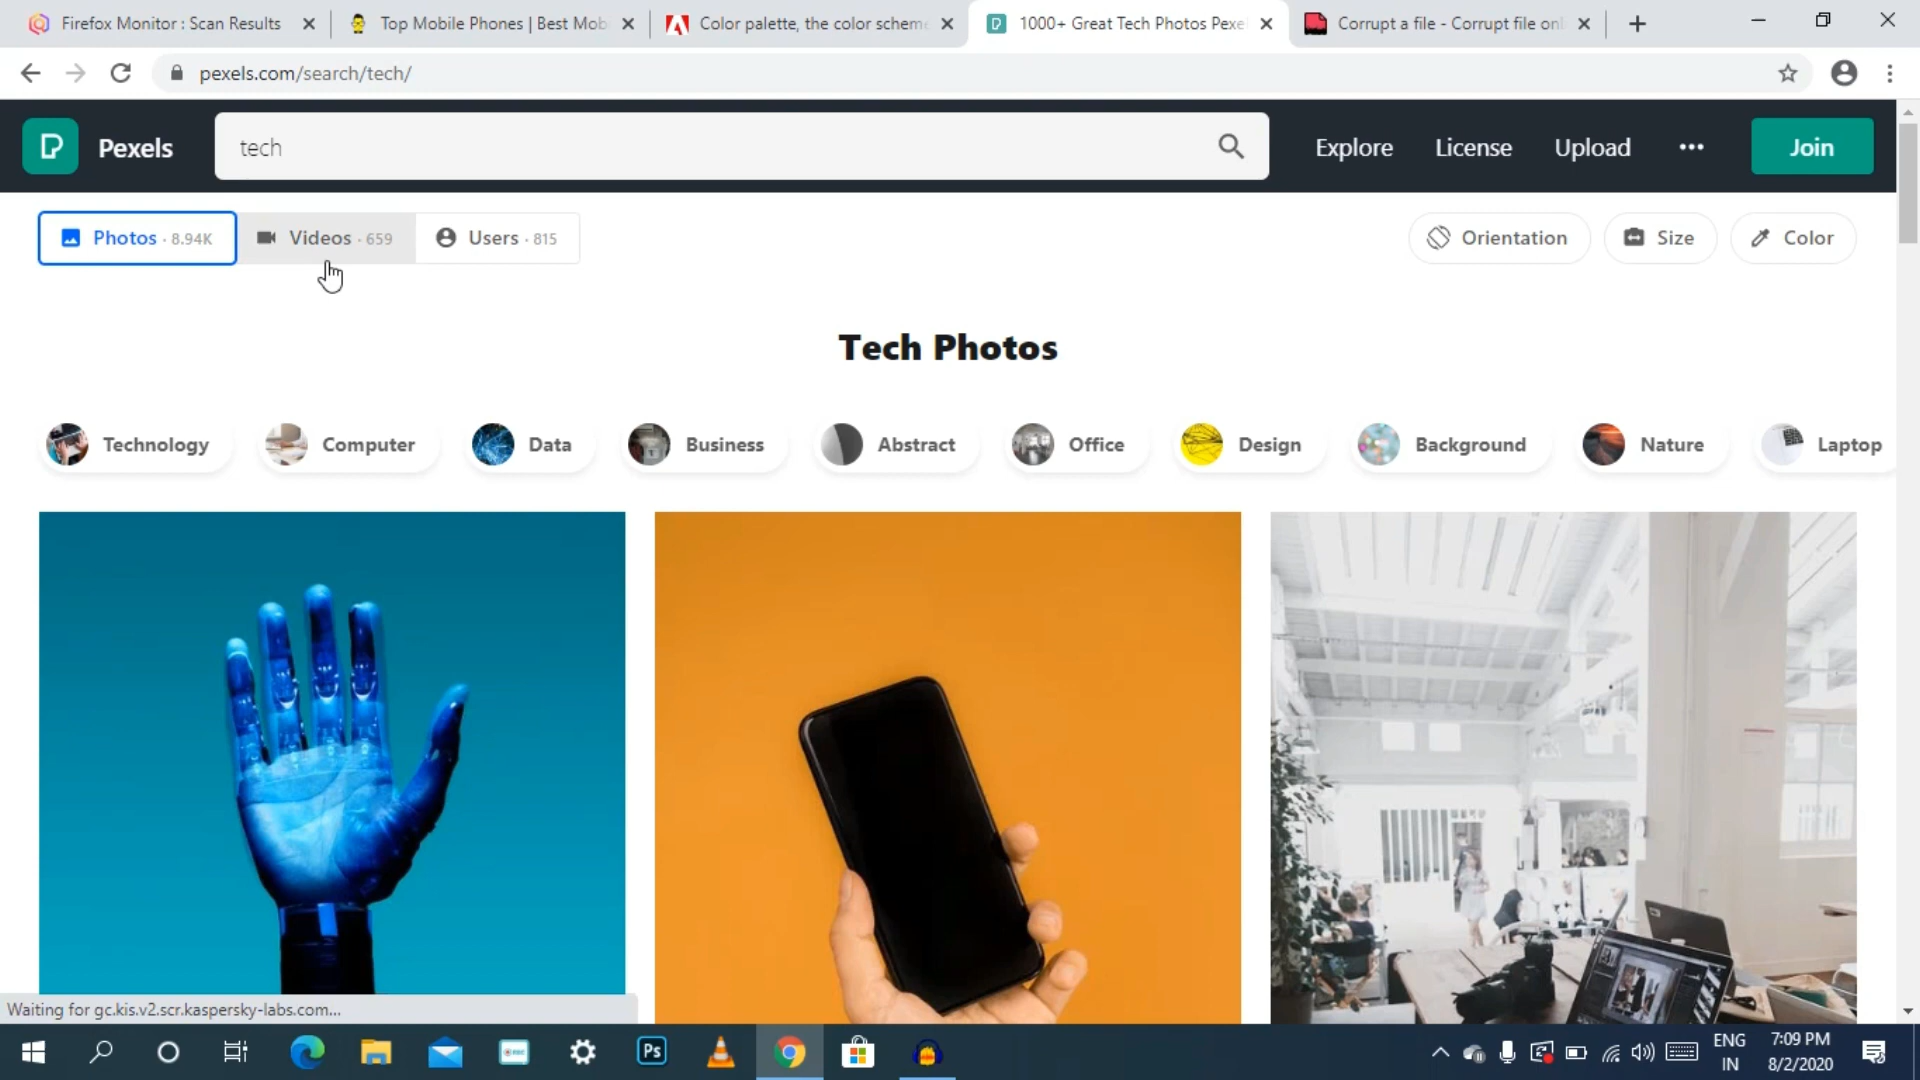 Firefox Monitor : Scan Results
Top Mobile Phones | Best Mob
Color palette, the color scheme
1000+ Great Tech Photos Pexe
Corrupt a file - Corrupt file onl
pexels.com/search/tech/
Pexels
tech
Explore
License
Upload
Join
Photos · 8.94K
Videos · 659
Users · 815
Orientation
Size
Color
Tech Photos
Technology
Computer
Data
Business
Abstract
Office
Design
Background
Nature
Laptop
Waiting for gc.kis.v2.scr.kaspersky-labs.com...
Ps
ENG
IN
7:09 PM
8/2/2020